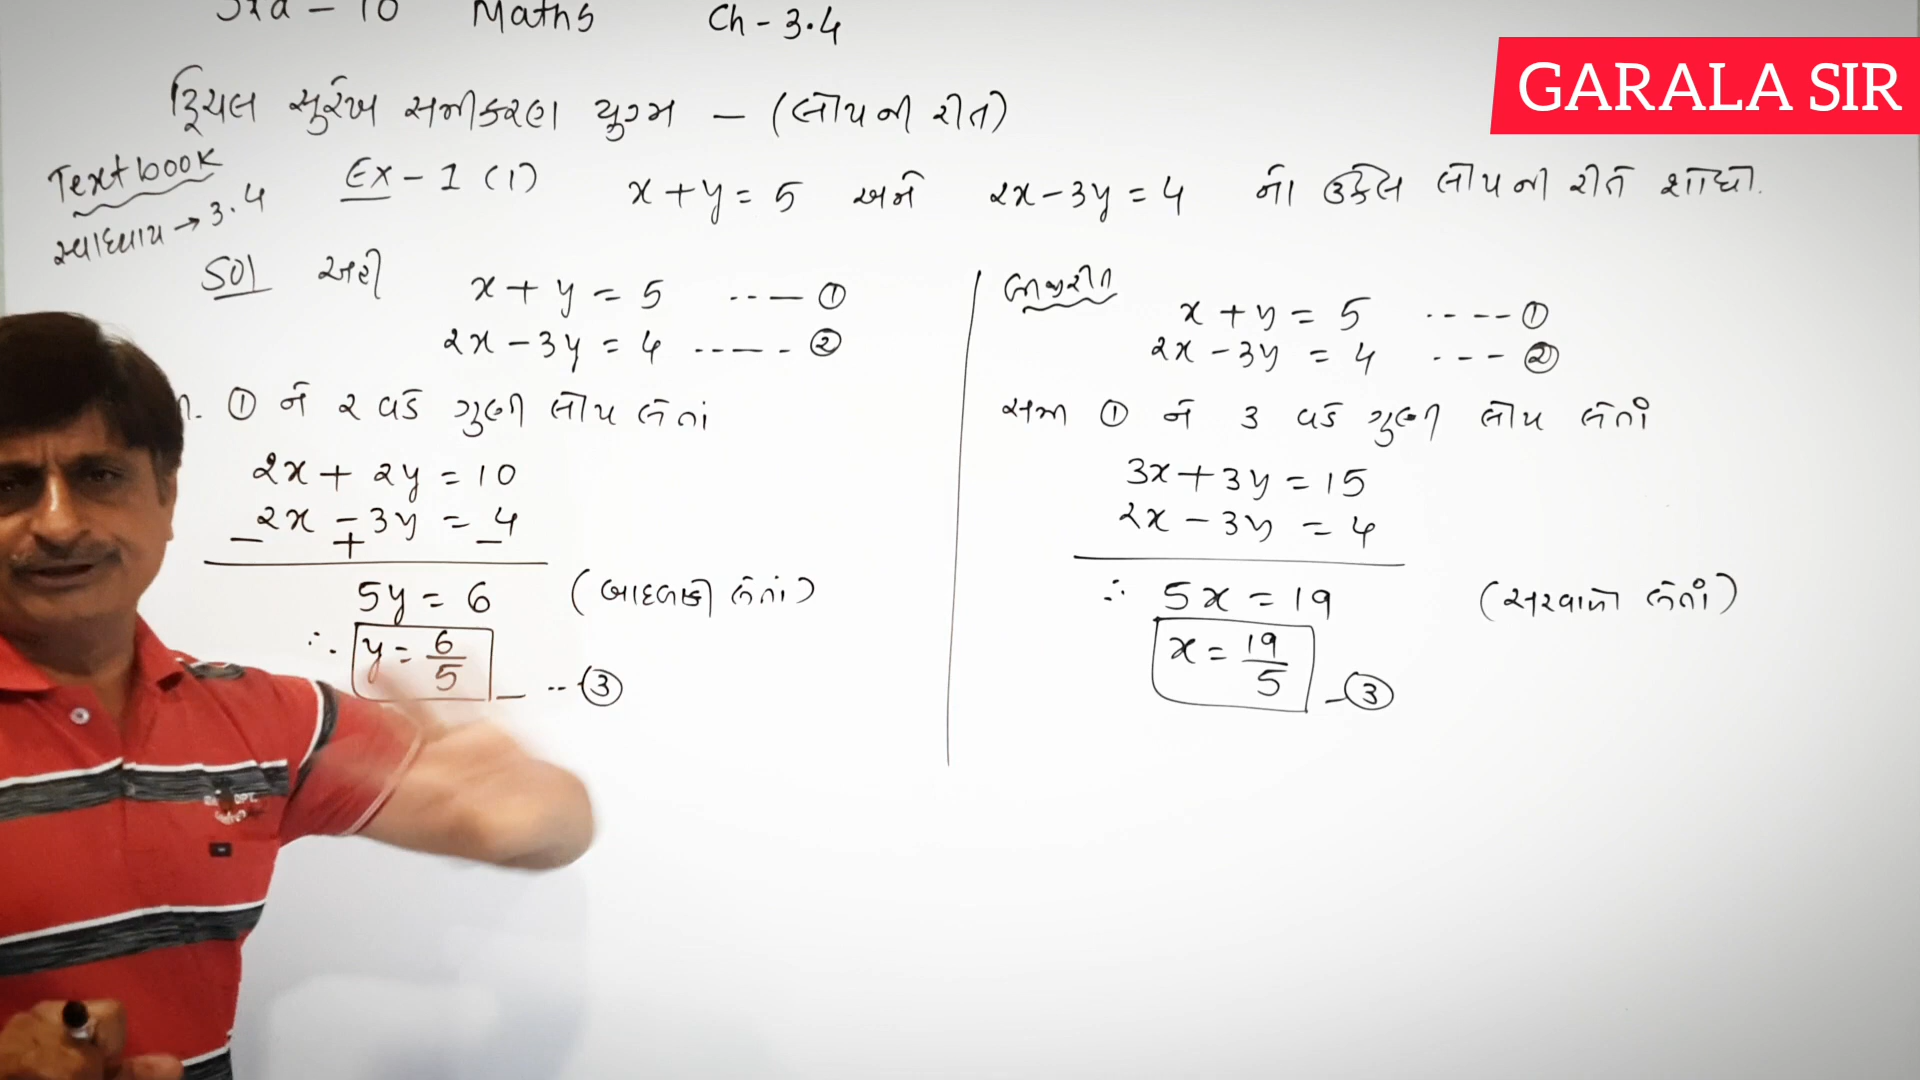 Std - 10 Maths Ch - 3.4
GARALA SIR
દ્વિચલ સુરેખ સમીકરણ યુગ્મ - (લોપની રીત)
Textbook
સ્વાધ્યાય → 3.4
Ex - 1 (1) x + y = 5 અને 2x - 3y = 4 નો ઉકેલ લોપની રીતે શોધો.
Sol અહીં
x + y = 5 ---- ①
2x - 3y = 4 ------ ②
① ને ૨ વડે ગુણી લોપ લેતાં
2x + 2y = 10
2x - 3y = 4
- + -
5y = 6 (બાદબાકી લેતાં)
∴ y = 6/5 --- ③
બીજી રીત
x + y = 5 ---- ①
2x - 3y = 4 --- ②
સમી ① ને 3 વડે ગુણી લોપ લેતાં
3x + 3y = 15
2x - 3y = 4
∴ 5x = 19 (સરવાળો લેતાં)
x = 19/5 - ③